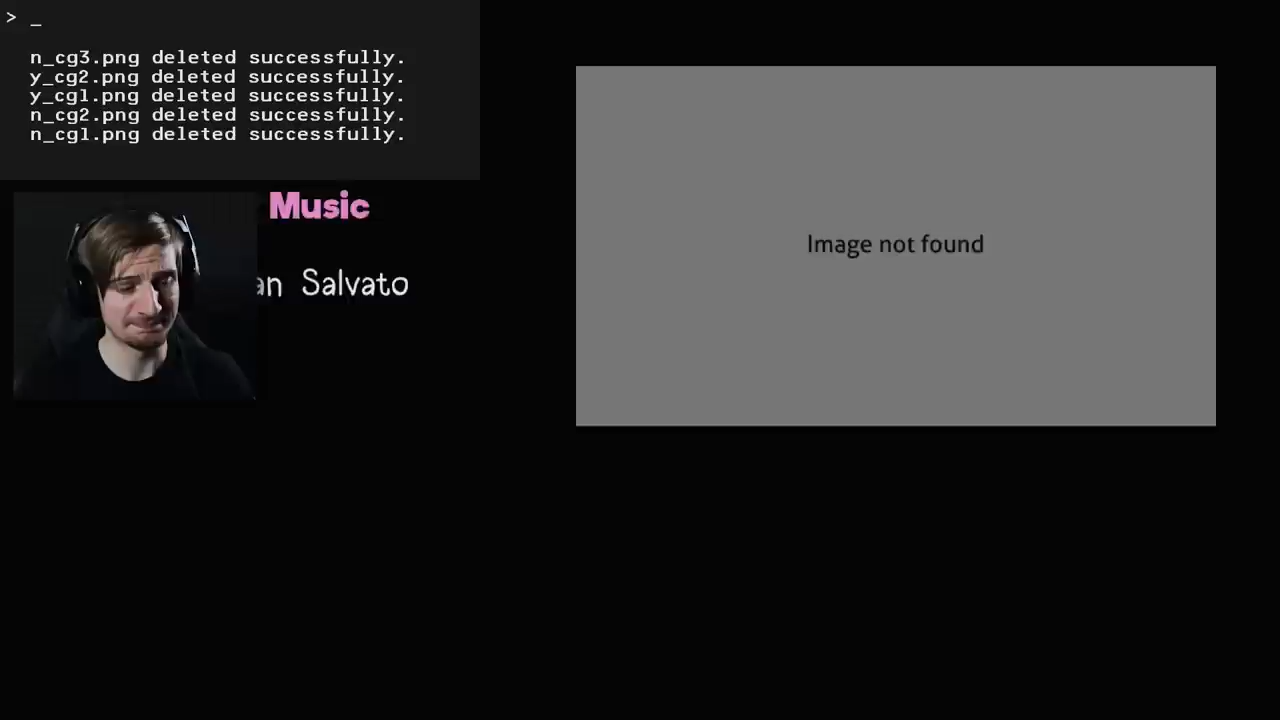 > _
n_cg3.png deleted successfully.
y_cg2.png deleted successfully.
y_cg1.png deleted successfully.
n_cg2.png deleted successfully.
n_cg1.png deleted successfully.
Music
an Salvato
Image not found